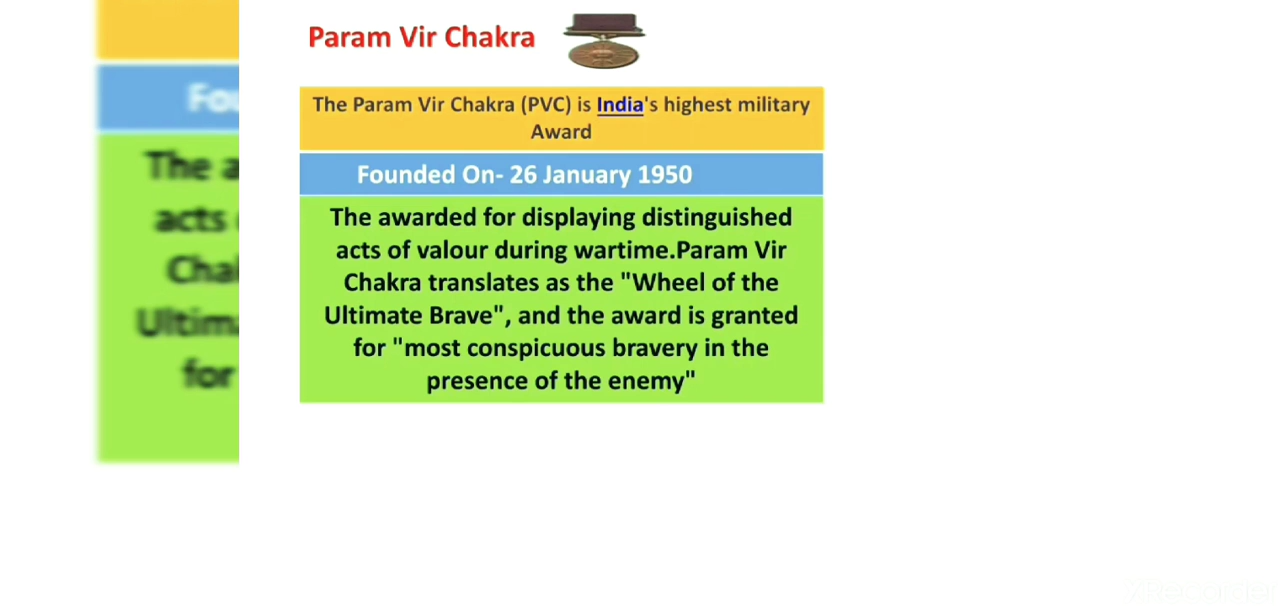 Param Vir Chakra
The Param Vir Chakra (PVC) is India's highest military
Award
Founded On- 26 January 1950
The awarded for displaying distinguished
acts of valour during wartime.Param Vir
Chakra translates as the "Wheel of the
Ultimate Brave", and the award is granted
for "most conspicuous bravery in the
presence of the enemy"